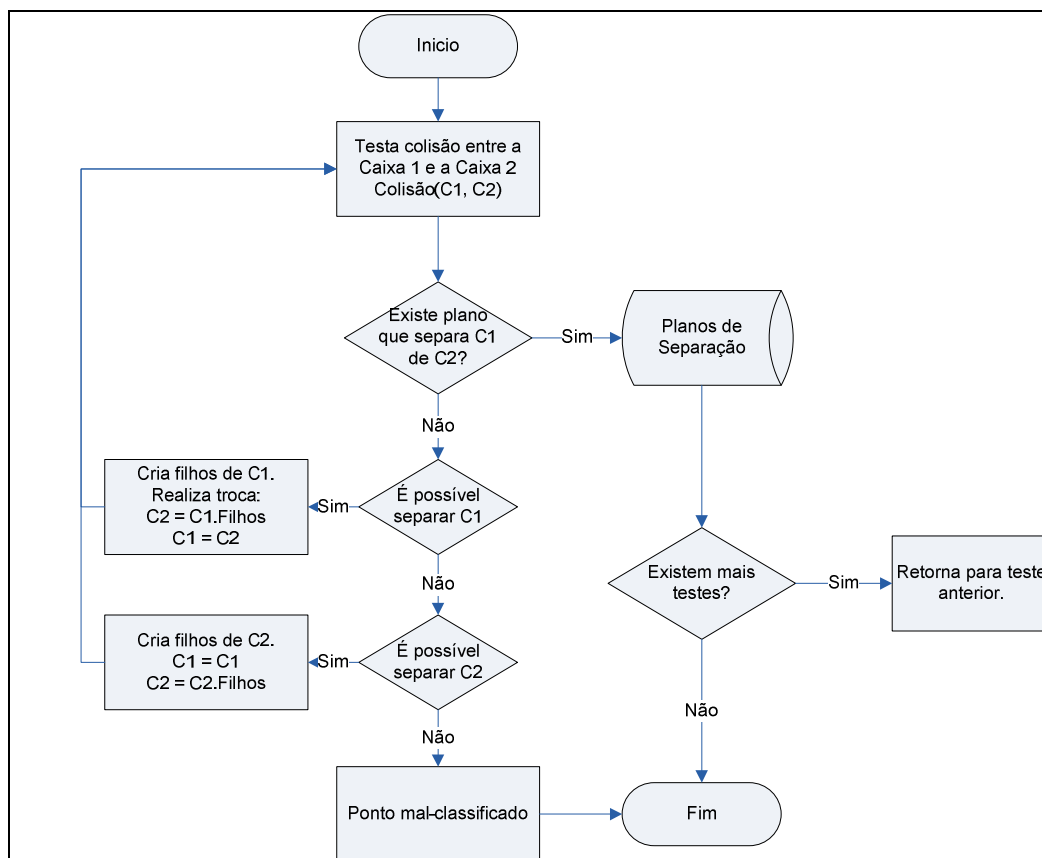 Inicio
Testa colisão entre a
Caixa 1 e a Caixa 2
Colisão(C1, C2)
Existe plano
que separa C1
de C2?
Sim
Planos de
Separação
Não
Cria filhos de C1.
Realiza troca:
C2 = C1.Filhos
C1 = C2
Sim
É possível
separar C1
Existem mais
testes?
Sim
Retorna para teste
anterior.
Não
Cria filhos de C2.
C1 = C1
C2 = C2.Filhos
Sim
É possível
separar C2
Não
Não
Ponto mal-classificado
Fim